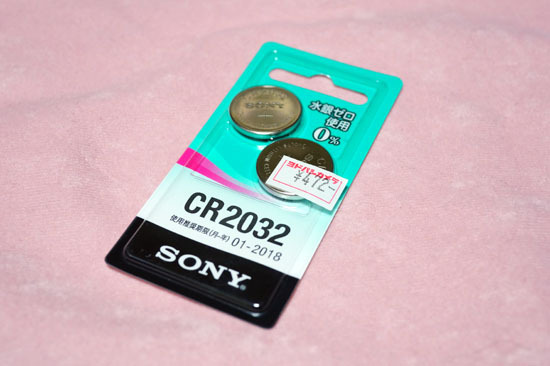 水銀ゼロ
使用
0%
SONY
ヨドバシカメラ
¥412-
CR2032
使用推奨期限(月-年) 01-2018
SONY